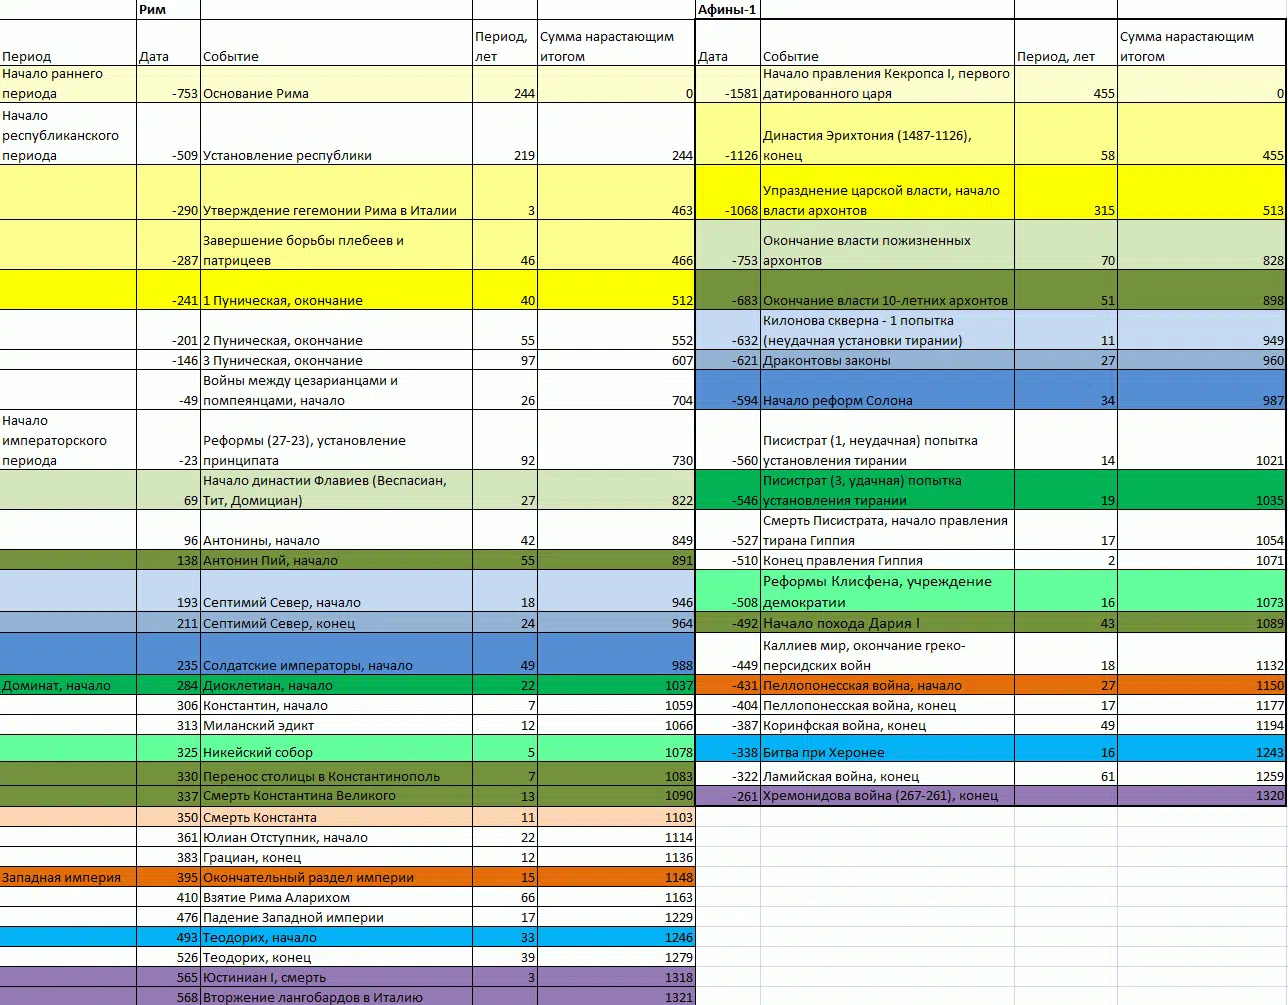 Рим Афины-1
Период Дата Событие Период, лет Сумма нарастающим итогом Дата Событие Период, лет Сумма нарастающим итогом
Начало раннего периода -753 Основание Рима 244 0 -1581 Начало правления Кекропса I, первого датированного царя 455 0
Начало республиканского периода -509 Установление республики 219 244 -1126 Династия Эрихтония (1487-1126), конец 58 455
-290 Утверждение гегемонии Рима в Италии 3 463 -1068 Упразднение царской власти, начало власти архонтов 315 513
-287 Завершение борьбы плебеев и патрицеев 46 466 -753 Окончание власти пожизненных архонтов 70 828
-241 1 Пуническая, окончание 40 512 -683 Окончание власти 10-летних архонтов 51 898
-201 2 Пуническая, окончание 55 552 -632 Килонова скверна - 1 попытка (неудачная установки тирании) 11 949
-146 3 Пуническая, окончание 97 607 -621 Драконтовы законы 27 960
-49 Войны между цезарианцами и помпеянцами, начало 26 704 -594 Начало реформ Солона 34 987
Начало императорского периода -23 Реформы (27-23), установление принципата 92 730 -560 Писистрат (1, неудачная) попытка установления тирании 14 1021
69 Начало династии Флавиев (Веспасиан, Тит, Домициан) 27 822 -546 Писистрат (3, удачная) попытка установления тирании 19 1035
96 Антонины, начало 42 849 -527 Смерть Писистрата, начало правления тирана Гиппия 17 1054
138 Антонин Пий, начало 55 891 -510 Конец правления Гиппия 2 1071
193 Септимий Север, начало 18 946 -508 Реформы Клисфена, учреждение демократии 16 1073
211 Септимий Север, конец 24 964 -492 Начало похода Дария I 43 1089
235 Солдатские императоры, начало 49 988 -449 Каллиев мир, окончание греко-персидских войн 18 1132
Доминат, начало 284 Диоклетиан, начало 22 1037 -431 Пеллопонесская война, начало 27 1150
306 Константин, начало 7 1059 -404 Пеллопонесская война, конец 17 1177
313 Миланский эдикт 12 1066 -387 Коринфская война, конец 49 1194
325 Никейский собор 5 1078 -338 Битва при Херонее 16 1243
330 Перенос столицы в Константинополь 7 1083 -322 Ламийская война, конец 61 1259
337 Смерть Константина Великого 13 1090 -261 Хремонидова война (267-261), конец 1320
350 Смерть Константа 11 1103
361 Юлиан Отступник, начало 22 1114
383 Грациан, конец 12 1136
Западная империя 395 Окончательный раздел империи 15 1148
410 Взятие Рима Аларихом 66 1163
476 Падение Западной империи 17 1229
493 Теодорих, начало 33 1246
526 Теодорих, конец 39 1279
565 Юстиниан I, смерть 3 1318
568 Вторжение лангобардов в Италию 1321